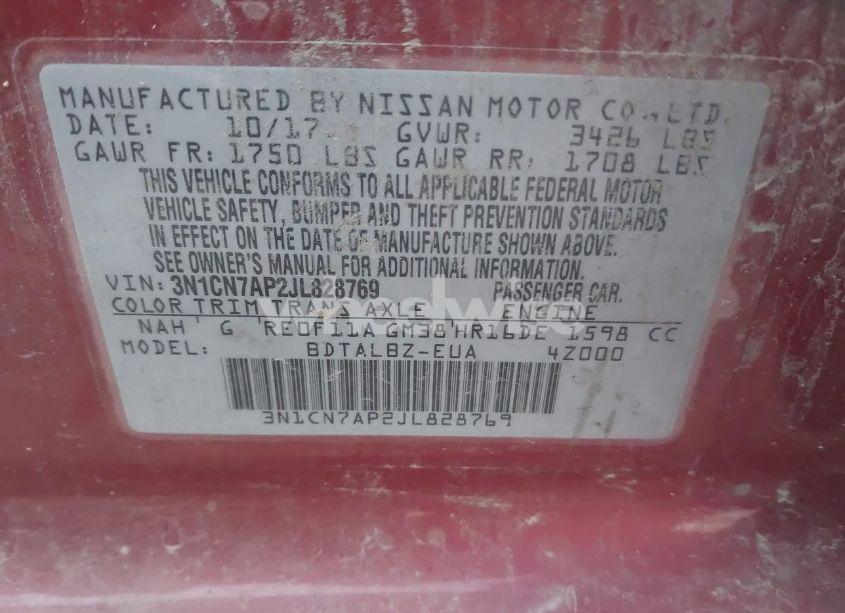 MANUFACTURED BY NISSAN MOTOR CO.,LTD.
DATE: 10/17 GVWR: 3426 LBS
GAWR FR: 1750 LBS GAWR RR: 1708 LBS
THIS VEHICLE CONFORMS TO ALL APPLICABLE FEDERAL MOTOR
VEHICLE SAFETY, BUMPER AND THEFT PREVENTION STANDARDS
IN EFFECT ON THE DATE OF MANUFACTURE SHOWN ABOVE.
SEE OWNER'S MANUAL FOR ADDITIONAL INFORMATION.
VIN: 3N1CN7AP2JL828769 PASSENGER CAR.
COLOR TRIM TRANS AXLE ENGINE
NAH G RE0F11A GM38 HR16DE 1598 CC
MODEL: BDTALBZ-EUA 4Z000
3N1CN7AP2JL828769